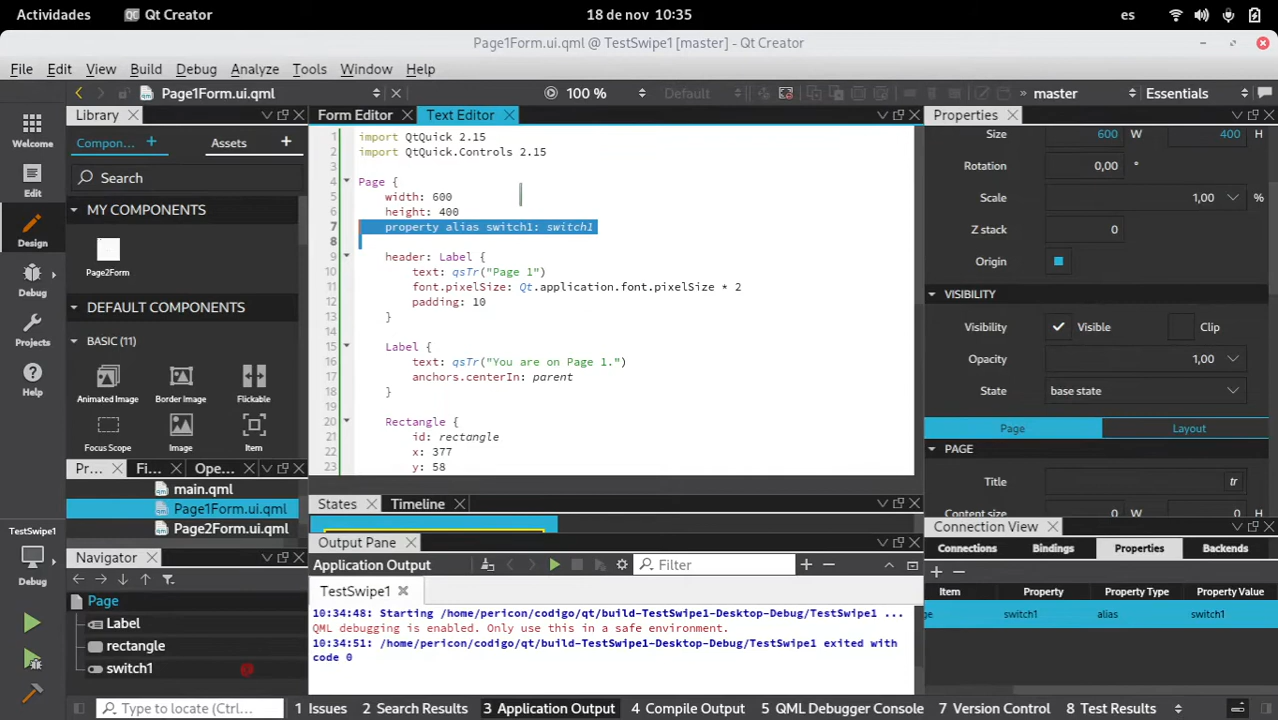 Actividades
Qt Creator
18 de nov 10:35
es
Page1Form.ui.qml @ TestSwipe1 [master] - Qt Creator
File Edit View Build Debug Analyze Tools Window Help
Page1Form.ui.qml
100 %
Default
master
Essentials
Welcome
Edit
Design
Debug
Projects
Help
TestSwipe1
Debug
Library
Compon...
Assets
Search
MY COMPONENTS
Page2Form
DEFAULT COMPONENTS
BASIC (11)
Animated Image
Border Image
Flickable
Focus Scope
Image
Item
Pr...
Fi...
Ope...
main.qml
Page1Form.ui.qml
Page2Form.ui.qml
Navigator
Page
Label
rectangle
switch1
Form Editor
Text Editor
1 import QtQuick 2.15
2 import QtQuick.Controls 2.15
3
4 Page {
5 width: 600
6 height: 400
7 property alias switch1: switch1
8
9 header: Label {
10 text: qsTr("Page 1")
11 font.pixelSize: Qt.application.font.pixelSize * 2
12 padding: 10
13 }
14
15 Label {
16 text: qsTr("You are on Page 1.")
17 anchors.centerIn: parent
18 }
19
20 Rectangle {
21 id: rectangle
22 x: 377
23 y: 58
States
Timeline
Output Pane
Application Output
Filter
TestSwipe1
10:34:48: Starting /home/pericon/codigo/qt/build-TestSwipe1-Desktop-Debug/TestSwipe1 ...
QML debugging is enabled. Only use this in a safe environment.
10:34:51: /home/pericon/codigo/qt/build-TestSwipe1-Desktop-Debug/TestSwipe1 exited with
code 0
Properties
Size 600 W 400 H
Rotation 0,00 °
Scale 1,00 %
Z stack 0
Origin
VISIBILITY
Visibility Visible Clip
Opacity 1,00
State base state
Page Layout
PAGE
Title tr
Content size 0 W 0 H
Connection View
Connections Bindings Properties Backends
Item Property Property Type Property Value
ge switch1 alias switch1
Type to locate (Ctrl...
1 Issues
2 Search Results
3 Application Output
4 Compile Output
5 QML Debugger Console
7 Version Control
8 Test Results